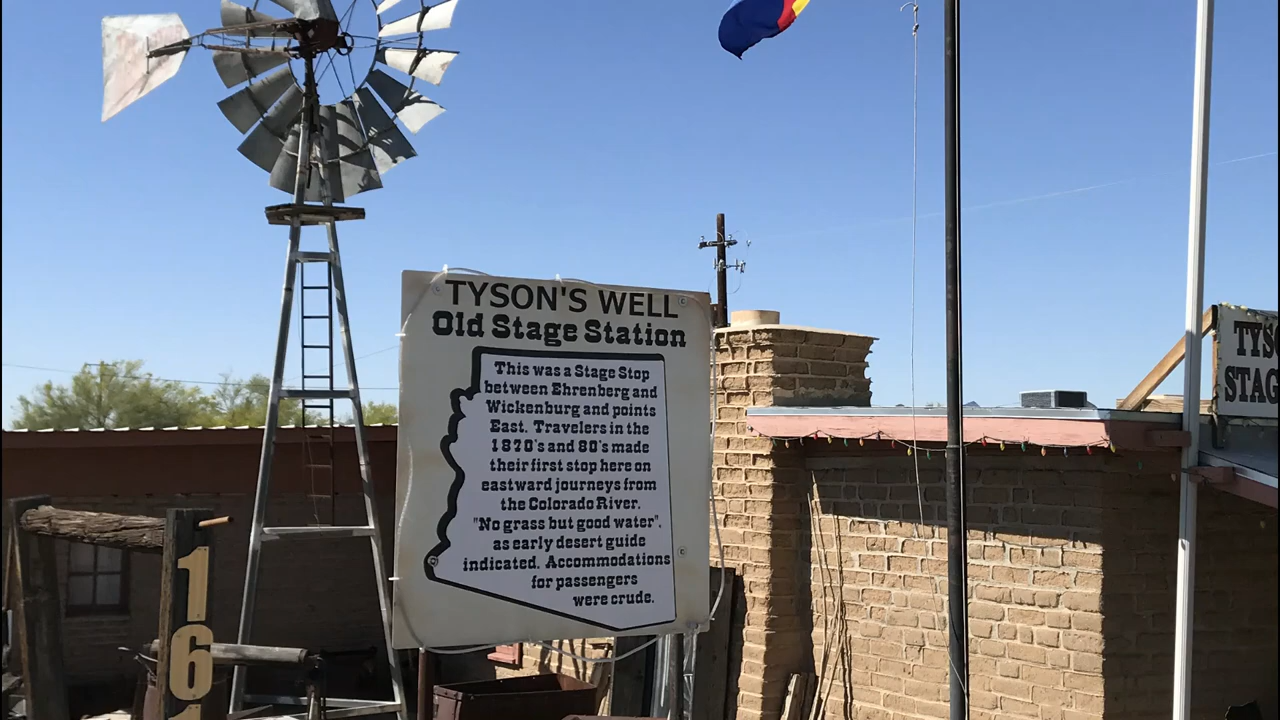 TYSON'S WELL
Old Stage Station
This was a Stage Stop
between Ehrenberg and
Wickenburg and points
East. Travelers in the
1870's and 80's made
their first stop here on
eastward journeys from
the Colorado River.
"No grass but good water".
as early desert guide
indicated. Accommodations
for passengers
were crude.
1
6
TYS
STAG